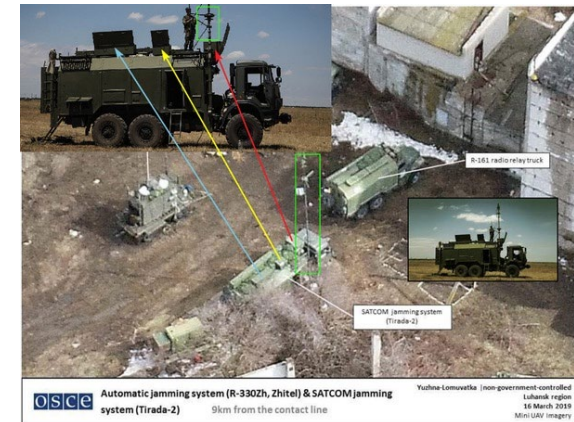 R-161 radio relay truck
SATCOM jamming system
(Tirada-2)
osce
Automatic jamming system (R-330Zh, Zhitel) & SATCOM jamming
system (Tirada-2) 9km from the contact line
Yuzhna-Lomuvatka |non-government-controlled
Luhansk region
16 March 2019
Mini UAV Imagery